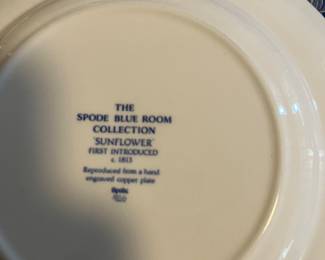 THE
SPODE BLUE ROOM
COLLECTION
'SUNFLOWER'
FIRST INTRODUCED
c. 1813
Reproduced from a hand
engraved copper plate
Spode